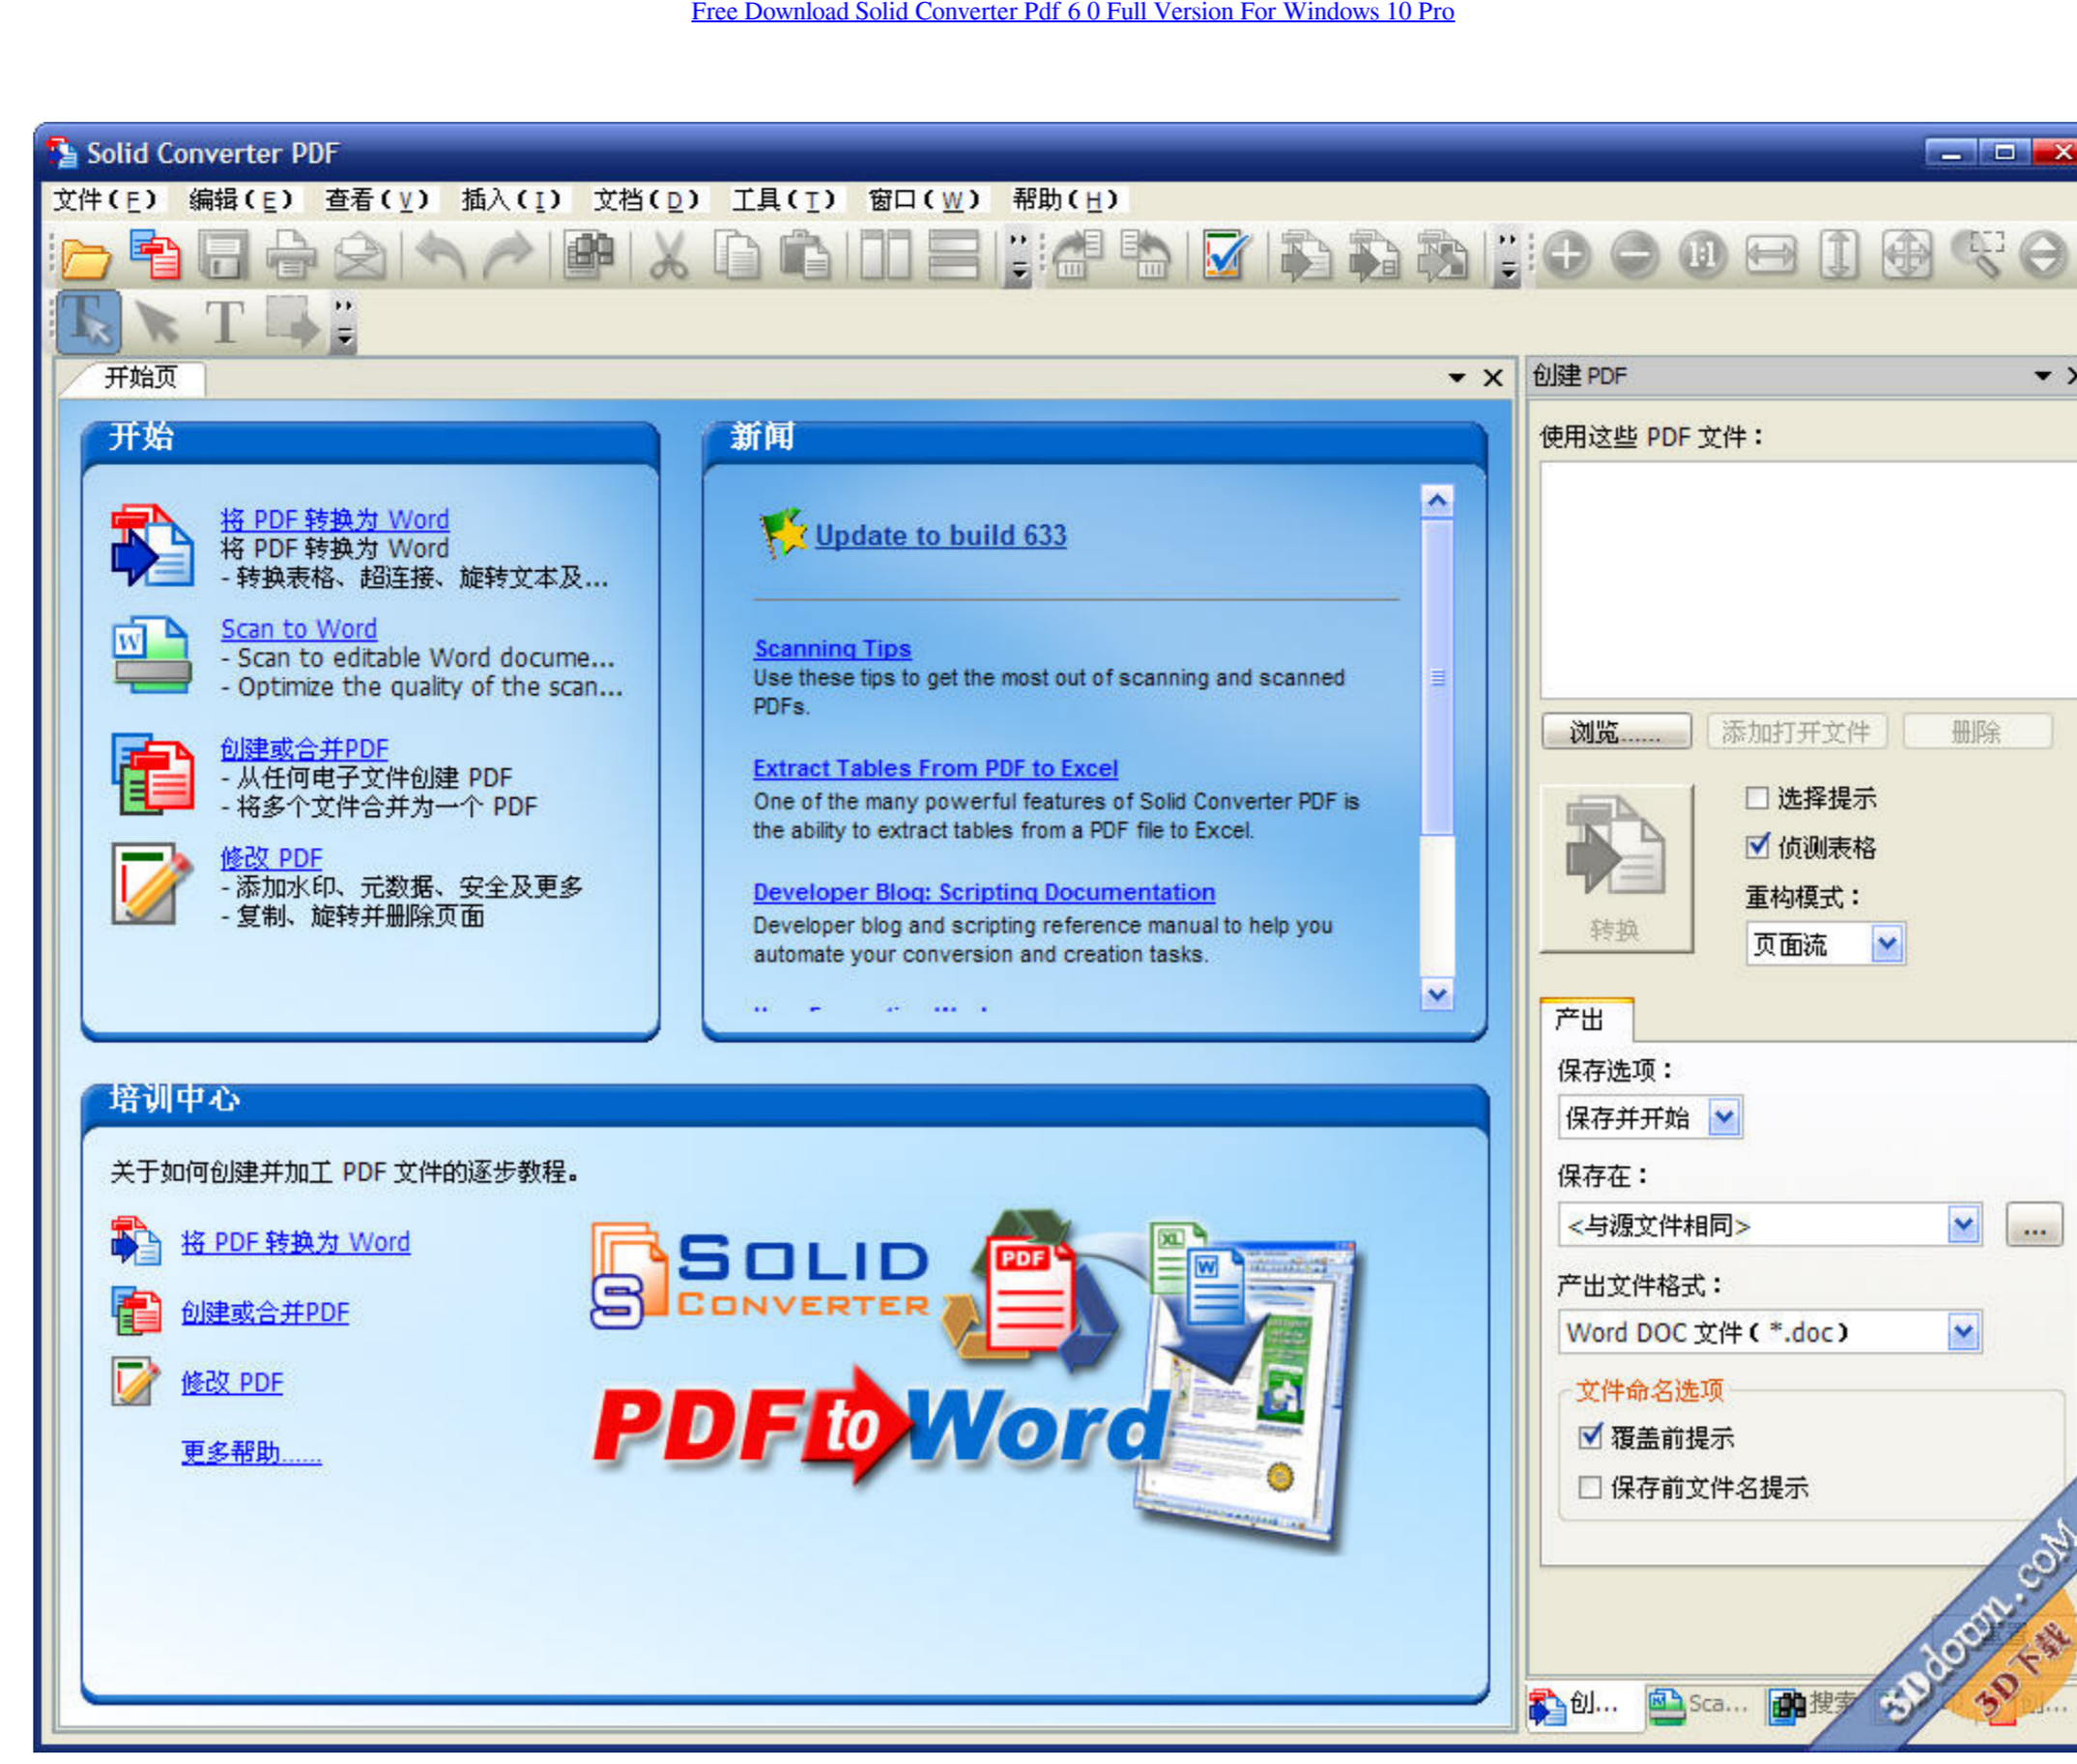 Free Download Solid Converter Pdf 6 0 Full Version For Windows 10 Pro
Solid Converter PDF
文件(F) 编辑(E) 查看(V) 插入(I) 文档(D) 工具(T) 窗口(W) 帮助(H)
1:1
T T
开始页
开始
将 PDF 转换为 Word
将 PDF 转换为 Word
- 转换表格、超连接、旋转文本及...
W
Scan to Word
- Scan to editable Word docume...
- Optimize the quality of the scan...
创建或合并PDF
- 从任何电子文件创建 PDF
- 将多个文件合并为一个 PDF
修改 PDF
- 添加水印、元数据、安全及更多
- 复制、旋转并删除页面
新闻
Update to build 633
Scanning Tips
Use these tips to get the most out of scanning and scanned
PDFs.
Extract Tables From PDF to Excel
One of the many powerful features of Solid Converter PDF is
the ability to extract tables from a PDF file to Excel.
Developer Blog: Scripting Documentation
Developer blog and scripting reference manual to help you
automate your conversion and creation tasks.
培训中心
关于如何创建并加工 PDF 文件的逐步教程。
将 PDF 转换为 Word
创建或合并PDF
修改 PDF
更多帮助......
S
SOLID
CONVERTER
PDF
XL
W
PDF to Word
创建 PDF
使用这些 PDF 文件：
浏览...... 添加打开文件 删除
转换
选择提示
侦测表格
重构模式：
页面流
产出
保存选项：
保存并开始
保存在：
<与源文件相同>
...
产出文件格式：
Word DOC 文件 ( *.doc )
文件命名选项
覆盖前提示
保存前文件名提示
创... Sca... 搜索
3Ddown.coM
3D下载